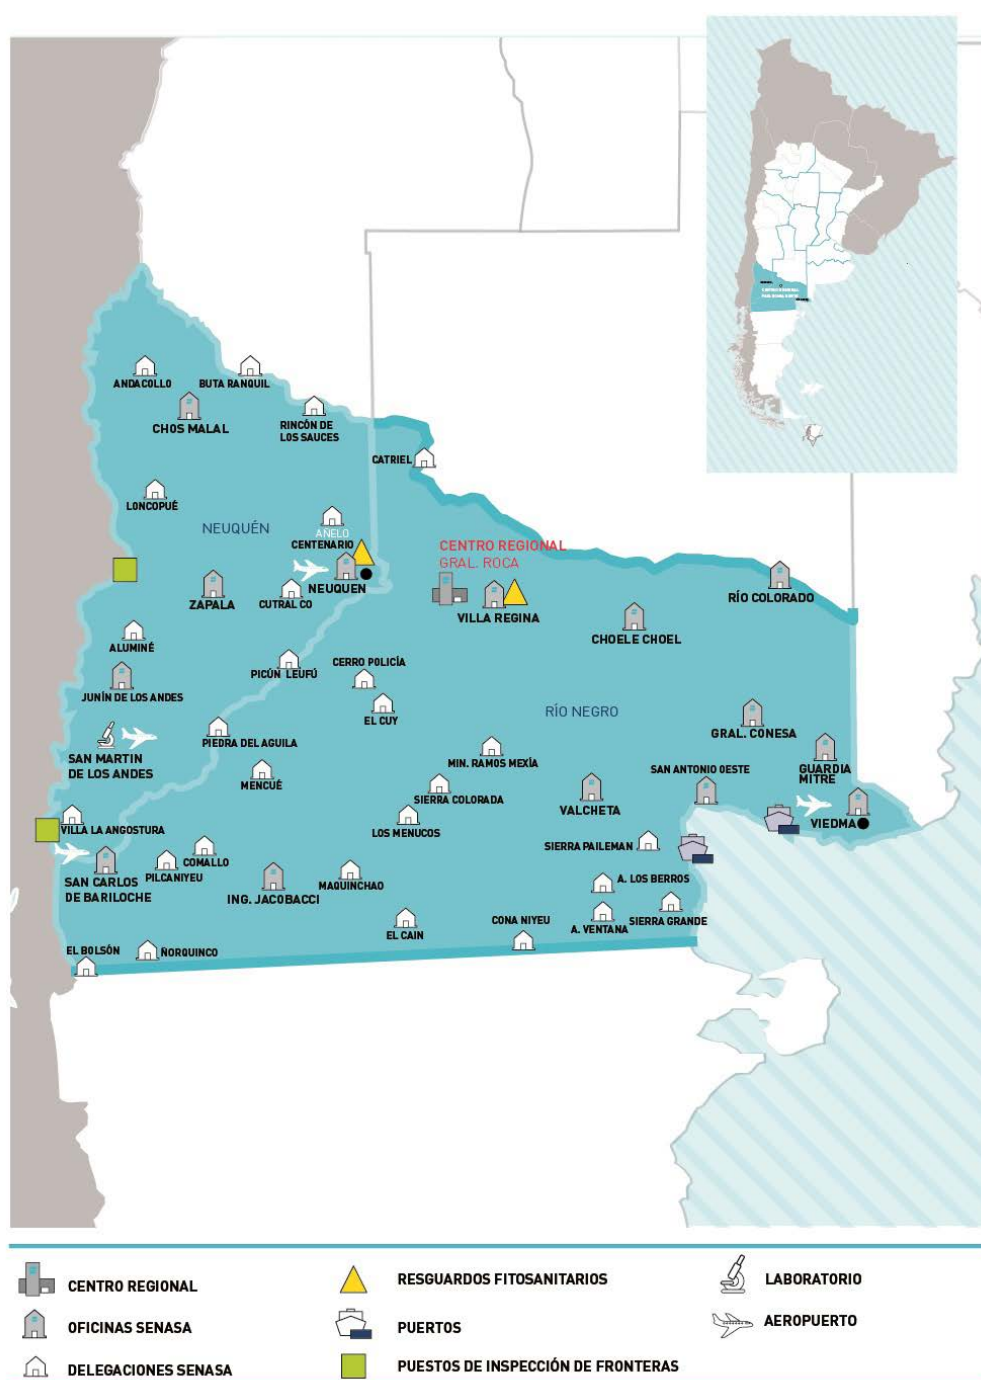 ANDACOLLO
BUTA RANQUIL
CHOS MALAL
RINCÓN DE
LOS SAUCES
CATRIEL
LONCOPUÉ
NEUQUÉN
AÑELO
CENTENARIO
CENTRO REGIONAL
GRAL. ROCA
NEUQUEN
ZAPALA
CUTRAL CO
VILLA REGINA
RÍO COLORADO
CHOELE CHOEL
ALUMINÉ
PICÚN LEUFÚ
CERRO POLICÍA
JUNÍN DE LOS ANDES
EL CUY
RÍO NEGRO
GRAL. CONESA
PIEDRA DEL AGUILA
SAN MARTIN
DE LOS ANDES
MIN. RAMOS MEXÍA
SAN ANTONIO OESTE
GUARDIA
MITRE
MENCUÉ
SIERRA COLORADA
VALCHETA
VIEDMA
VILLA LA ANGOSTURA
LOS MENUCOS
SIERRA PAILEMAN
COMALLO
PILCANIYEU
SAN CARLOS
DE BARILOCHE
ING. JACOBACCI
MAQUINCHAO
A. LOS BERROS
EL CAIN
CONA NIYEU
A. VENTANA
SIERRA GRANDE
EL BOLSÓN
ÑORQUINCO
CENTRO REGIONAL
RESGUARDOS FITOSANITARIOS
LABORATORIO
OFICINAS SENASA
PUERTOS
AEROPUERTO
DELEGACIONES SENASA
PUESTOS DE INSPECCIÓN DE FRONTERAS